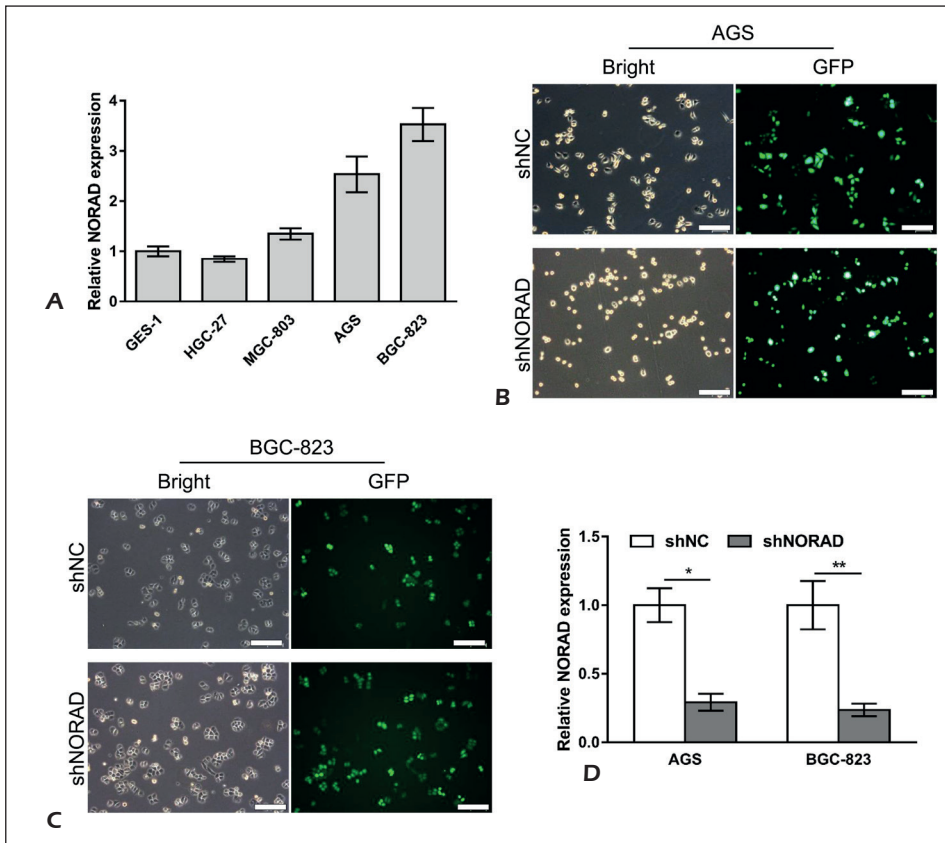 Relative NORAD expression
4
3
2
1
0
GES-1
HGC-27
MGC-803
AGS
BGC-823
A
AGS
Bright GFP
shNC
shNORAD
B
BGC-823
Bright GFP
shNC
shNORAD
C
Relative NORAD expression
1.5
1.0
0.5
0.0
shNC shNORAD
* **
AGS BGC-823
D